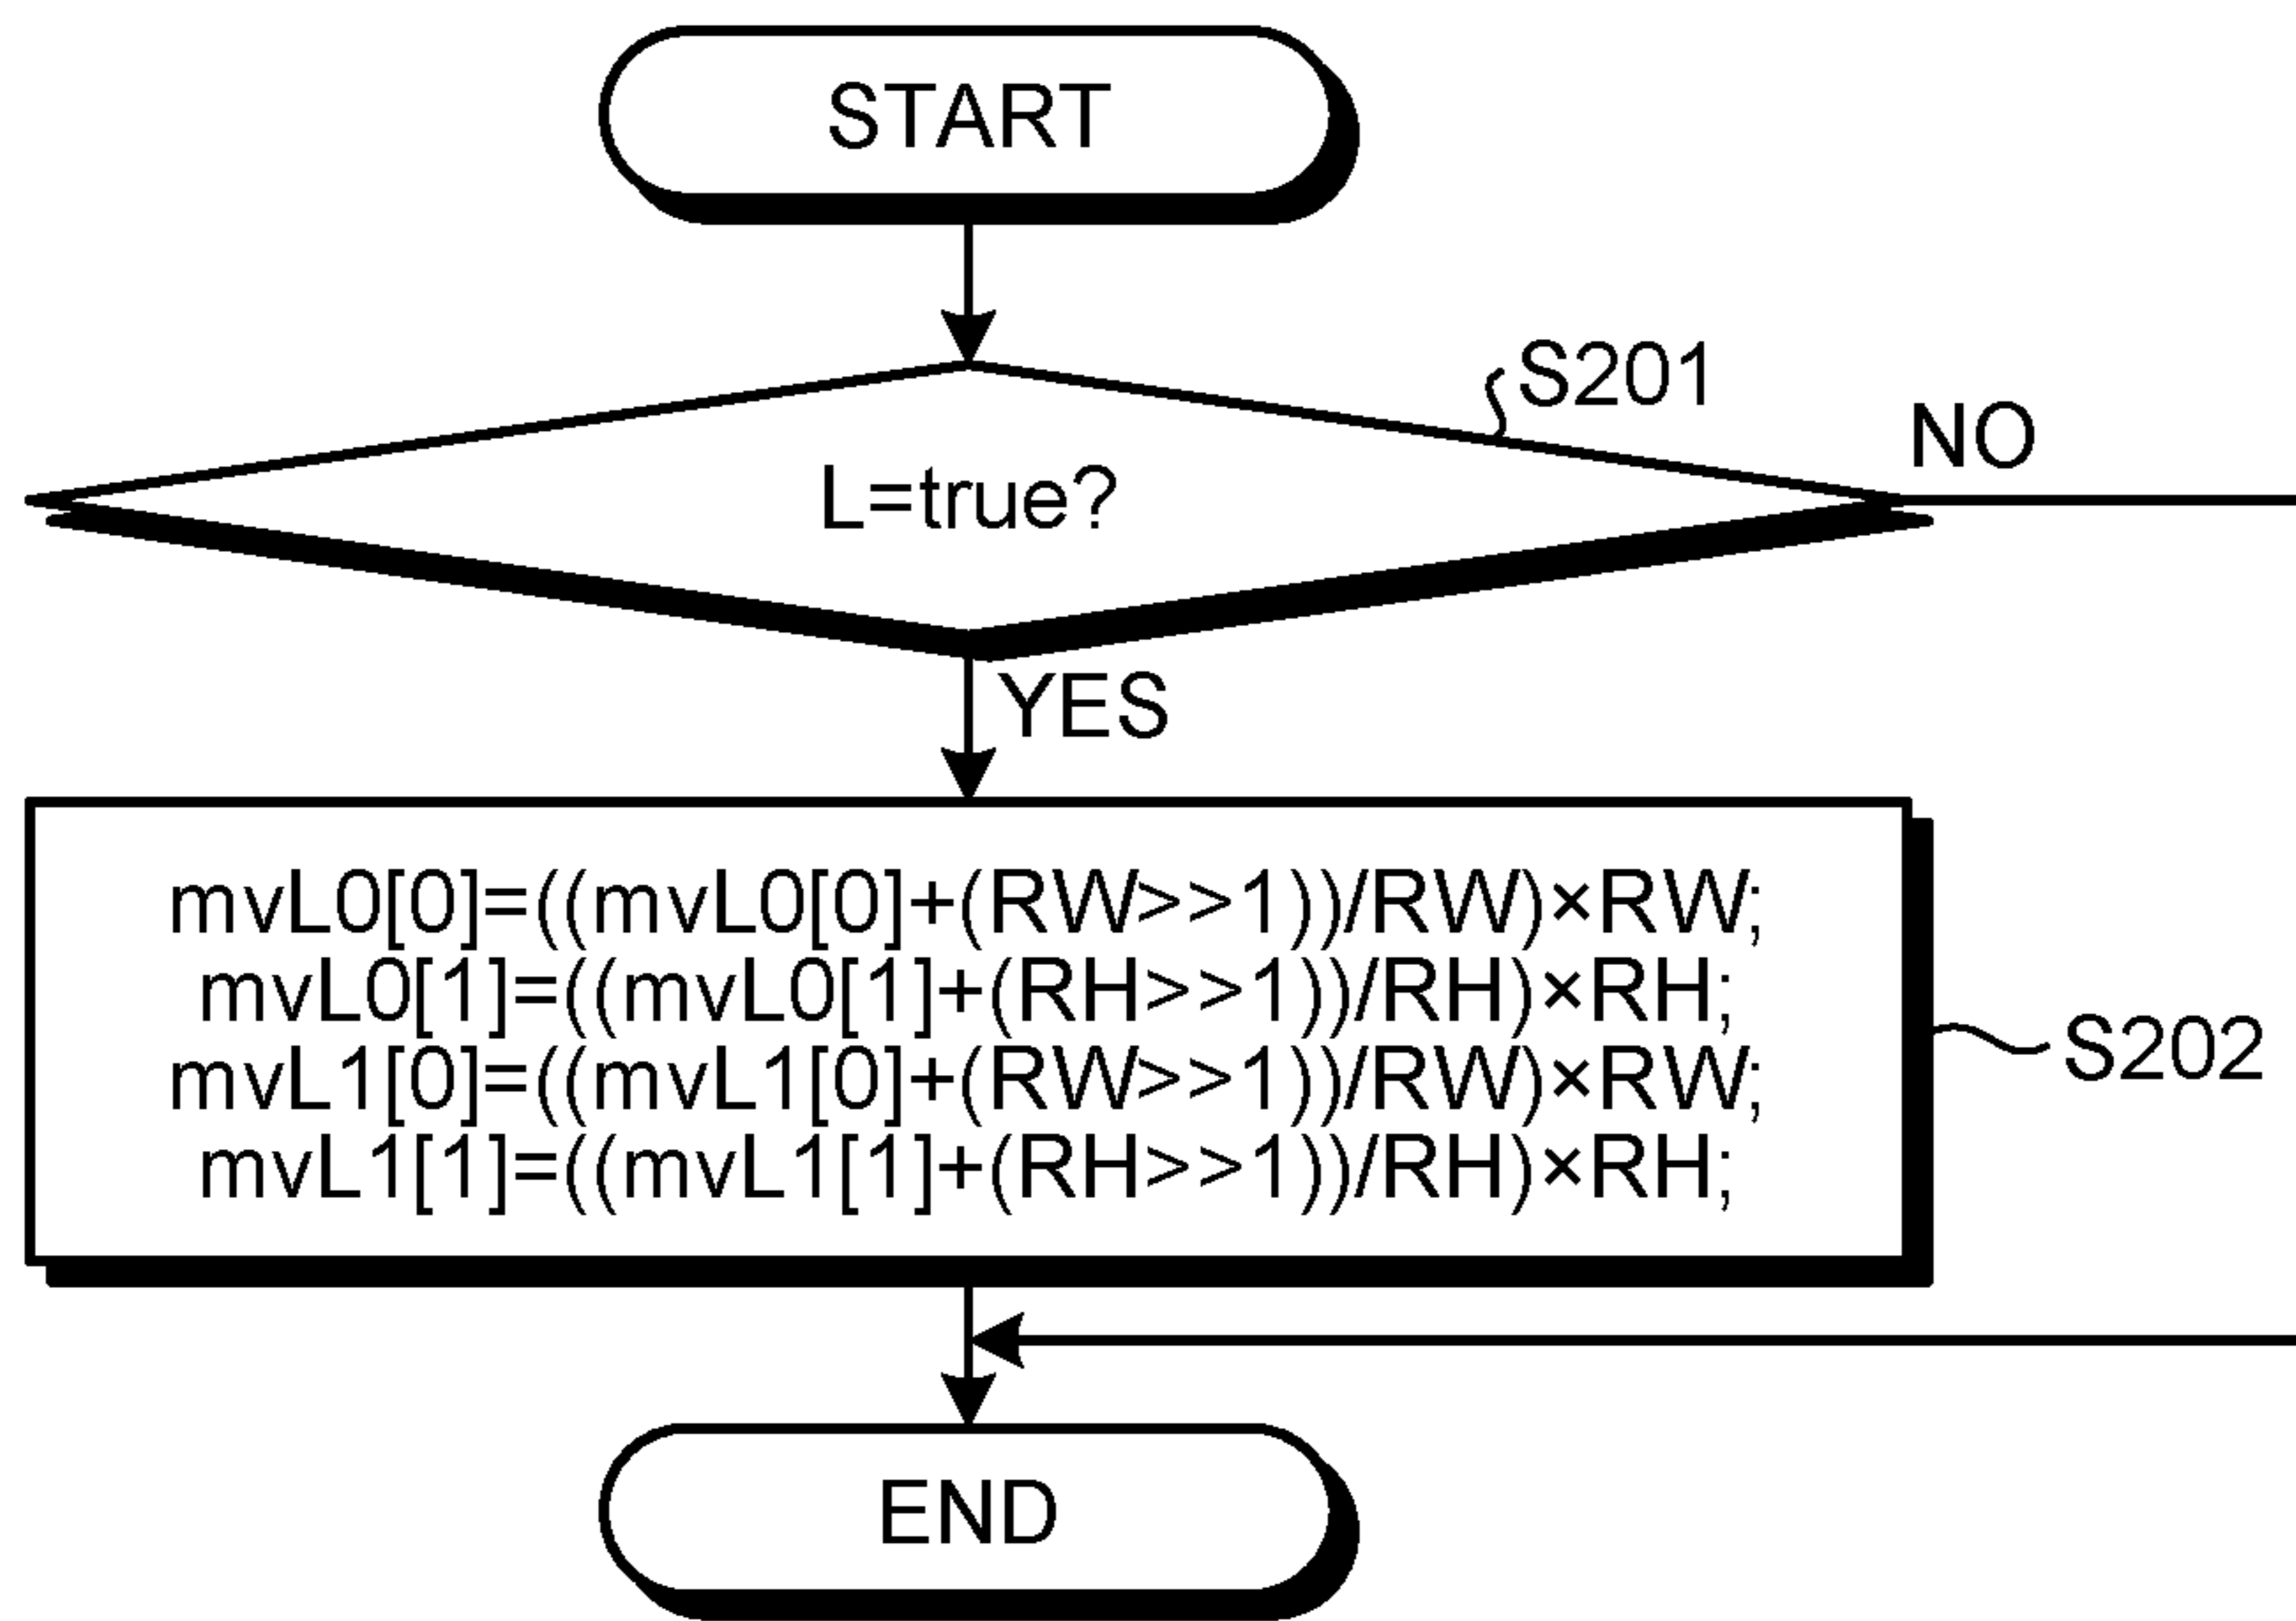 START
S201
NO
L=true?
YES
mvL0[0]=((mvL0[0]+(RW>>1))/RW)×RW;
mvL0[1]=((mvL0[1]+(RH>>1))/RH)×RH;
mvL1[0]=((mvL1[0]+(RW>>1))/RW)×RW;
mvL1[1]=((mvL1[1]+(RH>>1))/RH)×RH;
S202
END